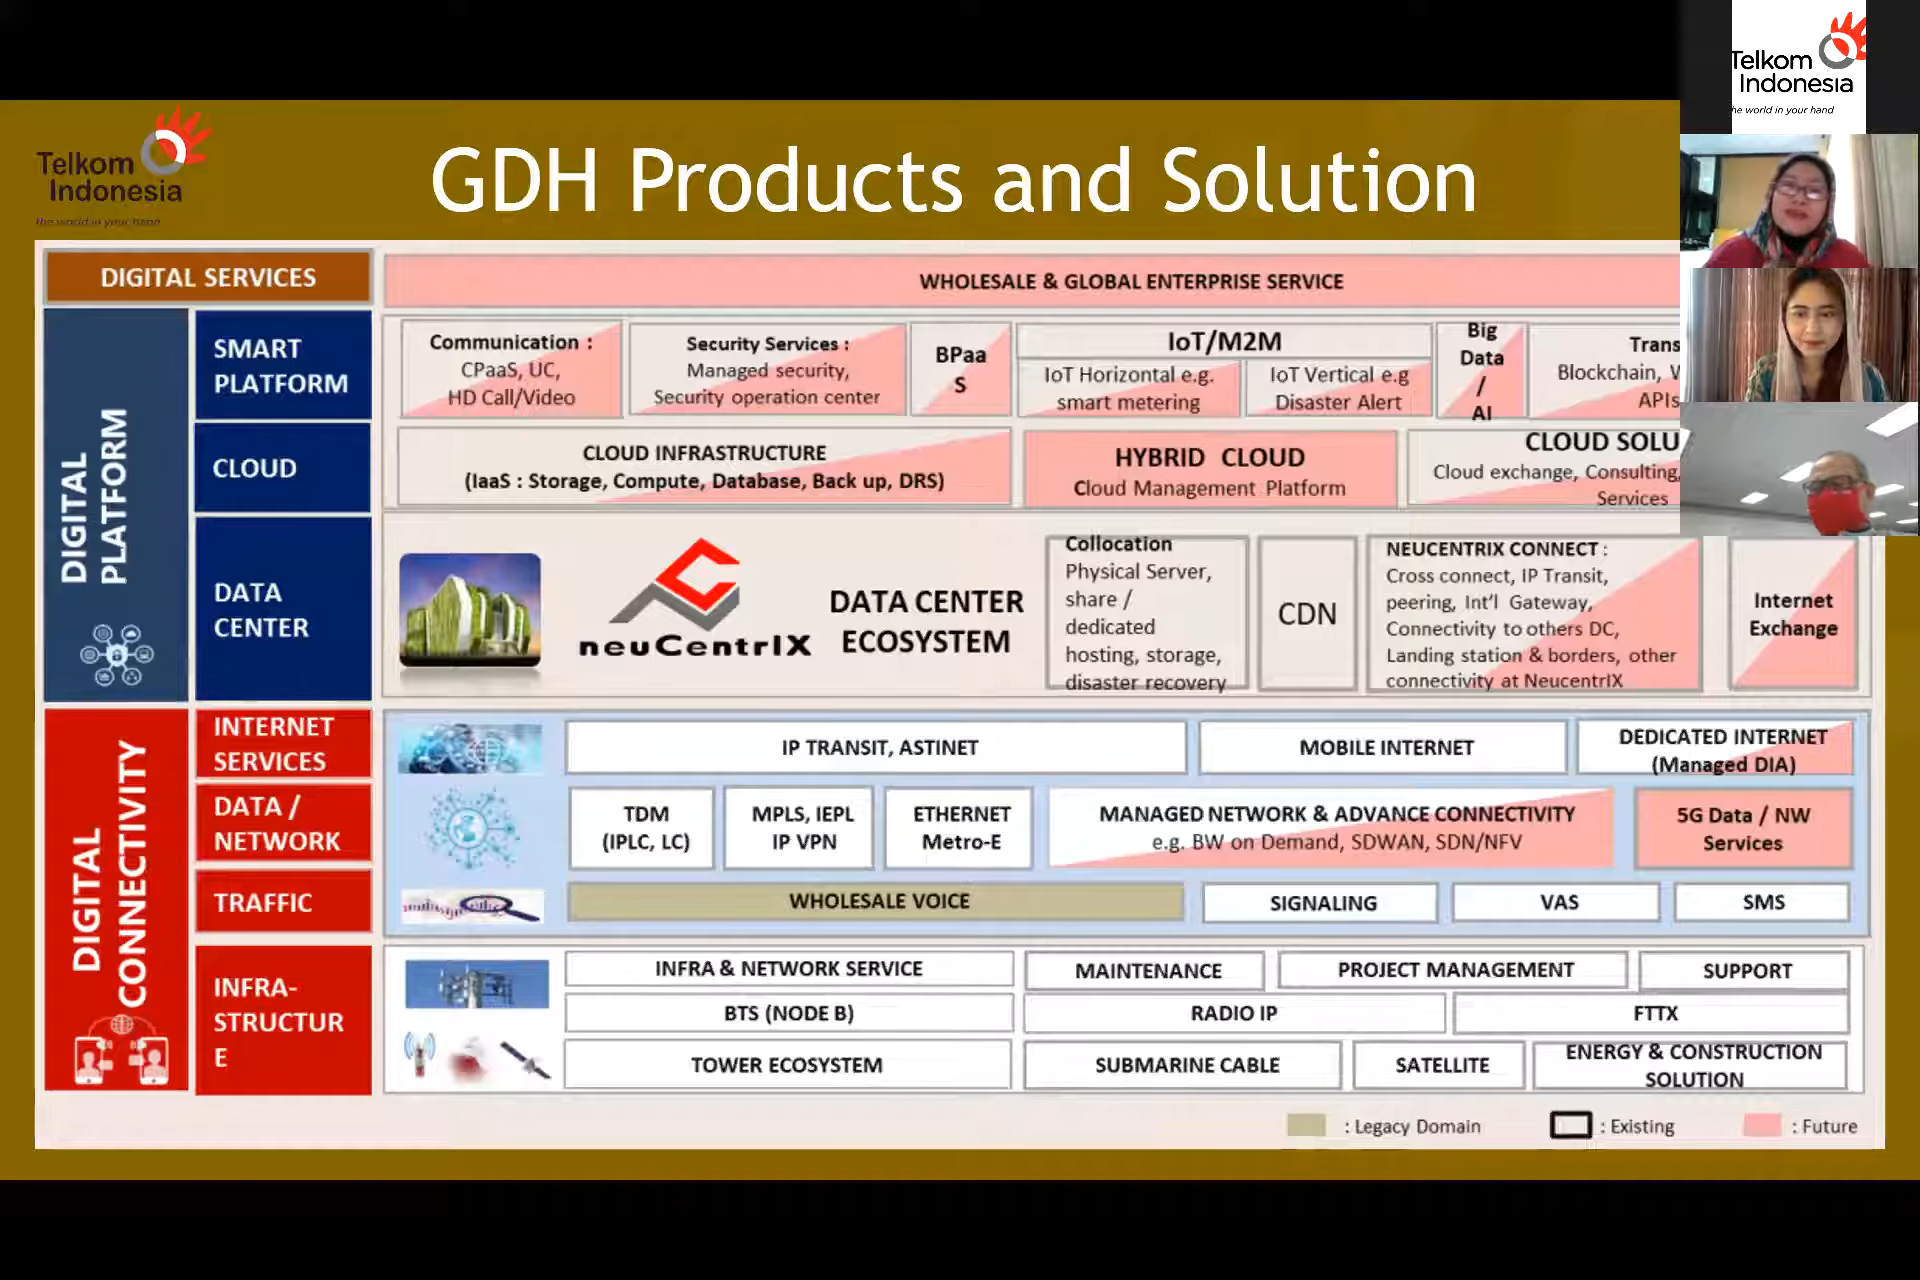 Telkom
Indonesia
the world in your hand
GDH Products and Solution
Telkom
Indonesia
he world in your hand
DIGITAL SERVICES
WHOLESALE & GLOBAL ENTERPRISE SERVICE
DIGITAL
PLATFORM
SMART
PLATFORM
Communication :
CPaaS, UC,
HD Call/Video
Security Services :
Managed security,
Security operation center
BPaa
S
IoT/M2M
IoT Horizontal e.g.
smart metering
IoT Vertical e.g
Disaster Alert
Big
Data
/
AI
Trans
Blockchain,
APIs
CLOUD
CLOUD INFRASTRUCTURE
(IaaS : Storage, Compute, Database, Back up, DRS)
HYBRID CLOUD
Cloud Management Platform
CLOUD SOLU
Cloud exchange, Consulting,
Services
DATA
CENTER
neuCentrIX
DATA CENTER
ECOSYSTEM
Collocation
Physical Server,
share /
dedicated
hosting, storage,
disaster recovery
CDN
NEUCENTRIX CONNECT :
Cross connect, IP Transit,
peering, Int'l Gateway,
Connectivity to others DC,
Landing station & borders, other
connectivity at NeucentrIX
Internet
Exchange
DIGITAL
CONNECTIVITY
INTERNET
SERVICES
IP TRANSIT, ASTINET
MOBILE INTERNET
DEDICATED INTERNET
(Managed DIA)
DATA /
NETWORK
TDM
(IPLC, LC)
MPLS, IEPL
IP VPN
ETHERNET
Metro-E
MANAGED NETWORK & ADVANCE CONNECTIVITY
e.g. BW on Demand, SDWAN, SDN/NFV
5G Data / NW
Services
TRAFFIC
WHOLESALE VOICE
SIGNALING
VAS
SMS
INFRA-
STRUCTUR
E
INFRA & NETWORK SERVICE
MAINTENANCE
PROJECT MANAGEMENT
SUPPORT
BTS (NODE B)
RADIO IP
FTTX
TOWER ECOSYSTEM
SUBMARINE CABLE
SATELLITE
ENERGY & CONSTRUCTION
SOLUTION
: Legacy Domain
: Existing
: Future